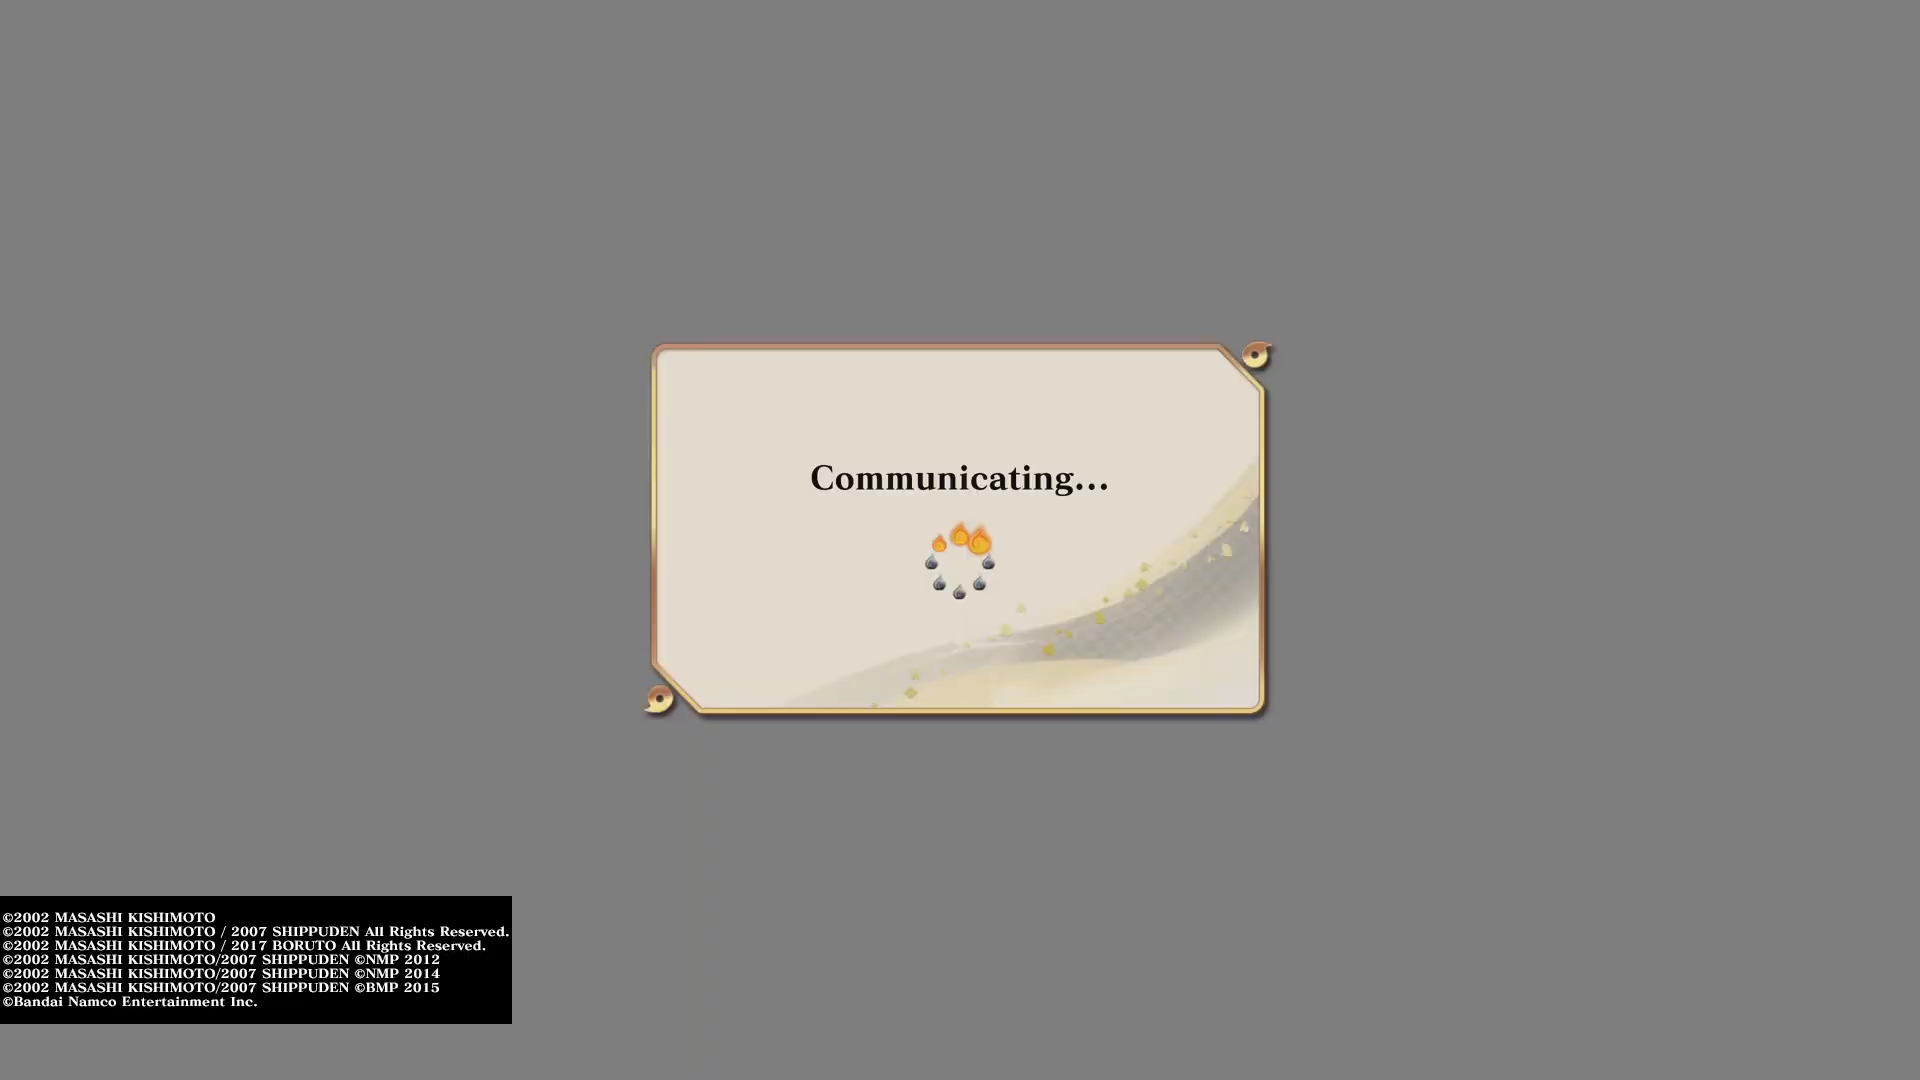 Communicating...
©2002 MASASHI KISHIMOTO
©2002 MASASHI KISHIMOTO / 2007 SHIPPUDEN All Rights Reserved.
©2002 MASASHI KISHIMOTO / 2017 BORUTO All Rights Reserved.
©2002 MASASHI KISHIMOTO/2007 SHIPPUDEN ©NMP 2012
©2002 MASASHI KISHIMOTO/2007 SHIPPUDEN ©NMP 2014
©2002 MASASHI KISHIMOTO/2007 SHIPPUDEN ©BMP 2015
©Bandai Namco Entertainment Inc.